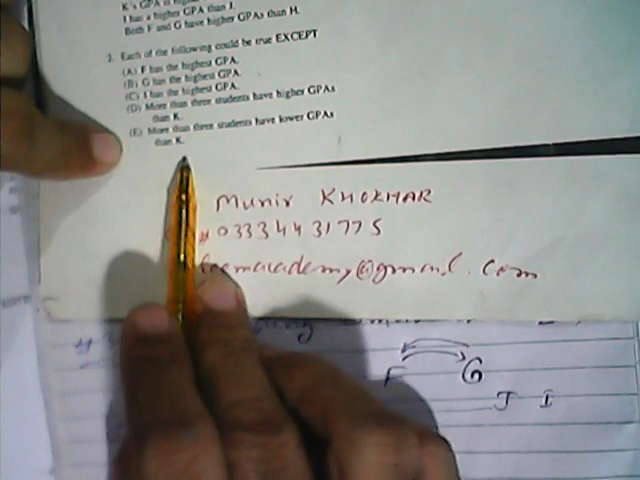 K's GPA is
I has a higher GPA than J.
Both F and G have higher GPAs than H.
2. Each of the following could be true EXCEPT
(A) F has the highest GPA.
(B) G has the highest GPA.
(C) I has the highest GPA.
(D) More than three students have higher GPAs
than K.
(E) More than three students have lower GPAs
than K.
Munir KHOKHAR
03334431775
F G
J I